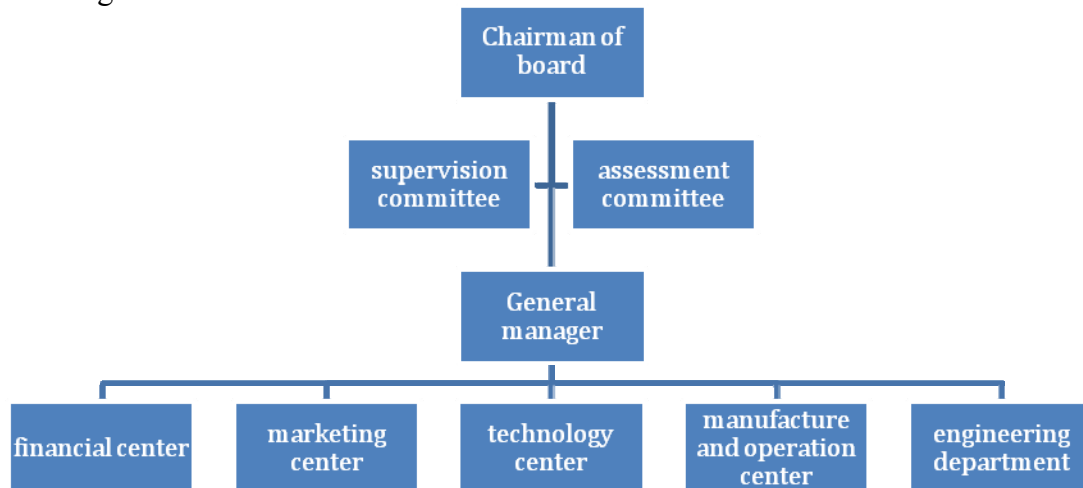 Chairman of
board
supervision
committee
assessment
committee
General
manager
financial center
marketing
center
technology
center
manufacture
and operation
center
engineering
department